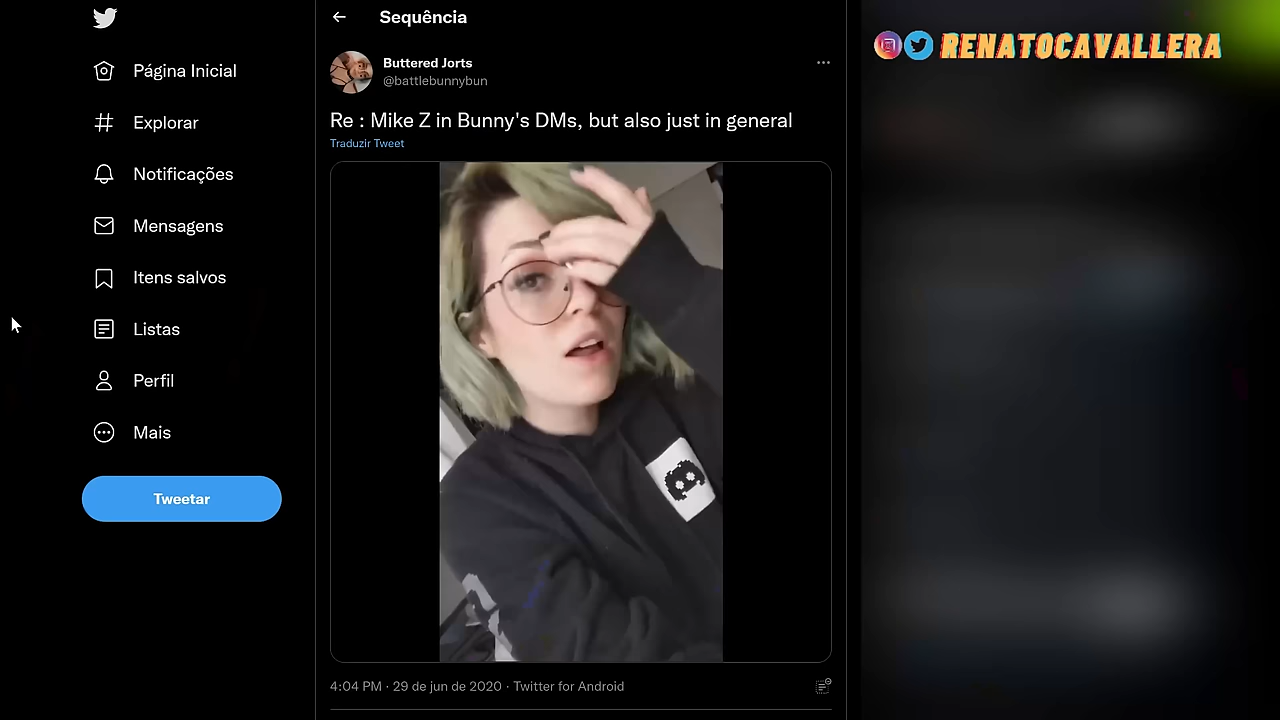 Sequência
RENATOCAVALLERA
Buttered Jorts
@battlebunnybun
Página Inicial
Re : Mike Z in Bunny's DMs, but also just in general
Explorar
Traduzir Tweet
Notificações
Mensagens
Itens salvos
Listas
Perfil
Mais
Tweetar
4:04 PM · 29 de jun de 2020 · Twitter for Android